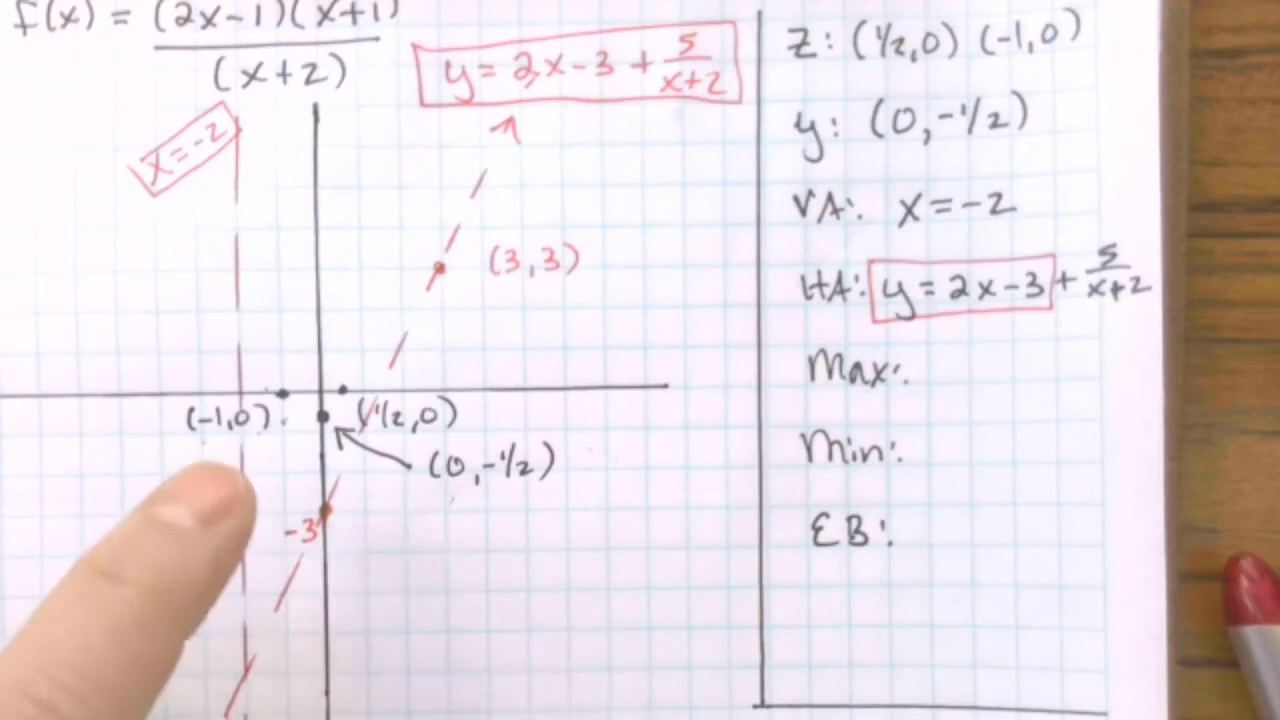 f(x) = (2x-1)(x+1)
(x+2)
y = 2x-3 + 5/(x+2)
x=-2
(3,3)
(-1,0)
(1/2,0)
(0,-1/2)
-3
Z: (1/2,0) (-1,0)
y: (0,-1/2)
VA: x=-2
HA: y=2x-3 + 5/(x+2)
Max:
Min:
EB: